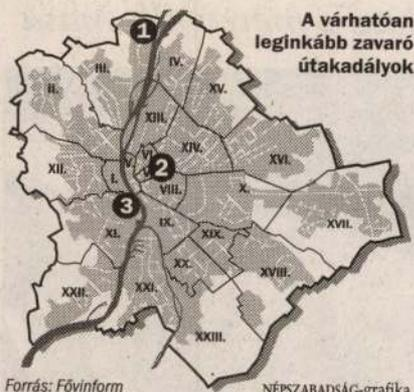 A várhatóan
leginkább zavaró
útakadályok
1
III.
IV.
XV.
II.
XIII.
XIV.
XVI.
VI.
V.
2
XII.
I.
VIII.
X.
XVII.
3
IX.
XI.
XIX.
XX.
XVIII.
XXII.
XXI.
XXIII.
Forrás: Fővinform
NÉPSZABADSÁG-grafika